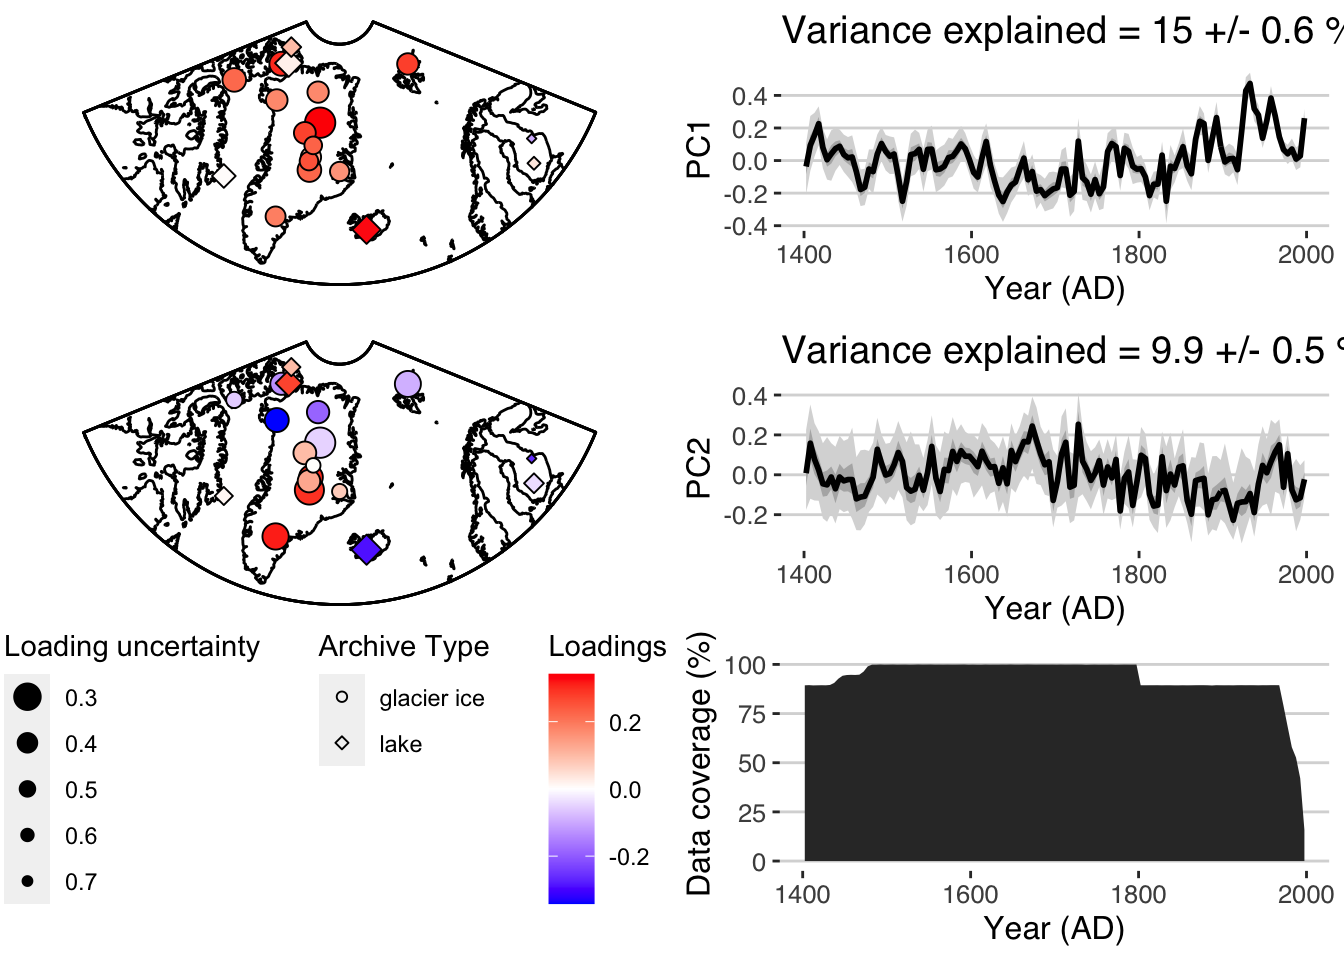 Variance explained = 15 +/- 0.6 %
0.4
0.2
0.0
-0.2
-0.4
PC1
1400 1600 1800 2000
Year (AD)
Variance explained = 9.9 +/- 0.5 %
0.4
0.2
0.0
-0.2
PC2
1400 1600 1800 2000
Year (AD)
Loading uncertainty
0.3
0.4
0.5
0.6
0.7
Archive Type
glacier ice
lake
Loadings
0.2
0.0
-0.2
Data coverage (%)
100
75
50
25
0
1400 1600 1800 2000
Year (AD)